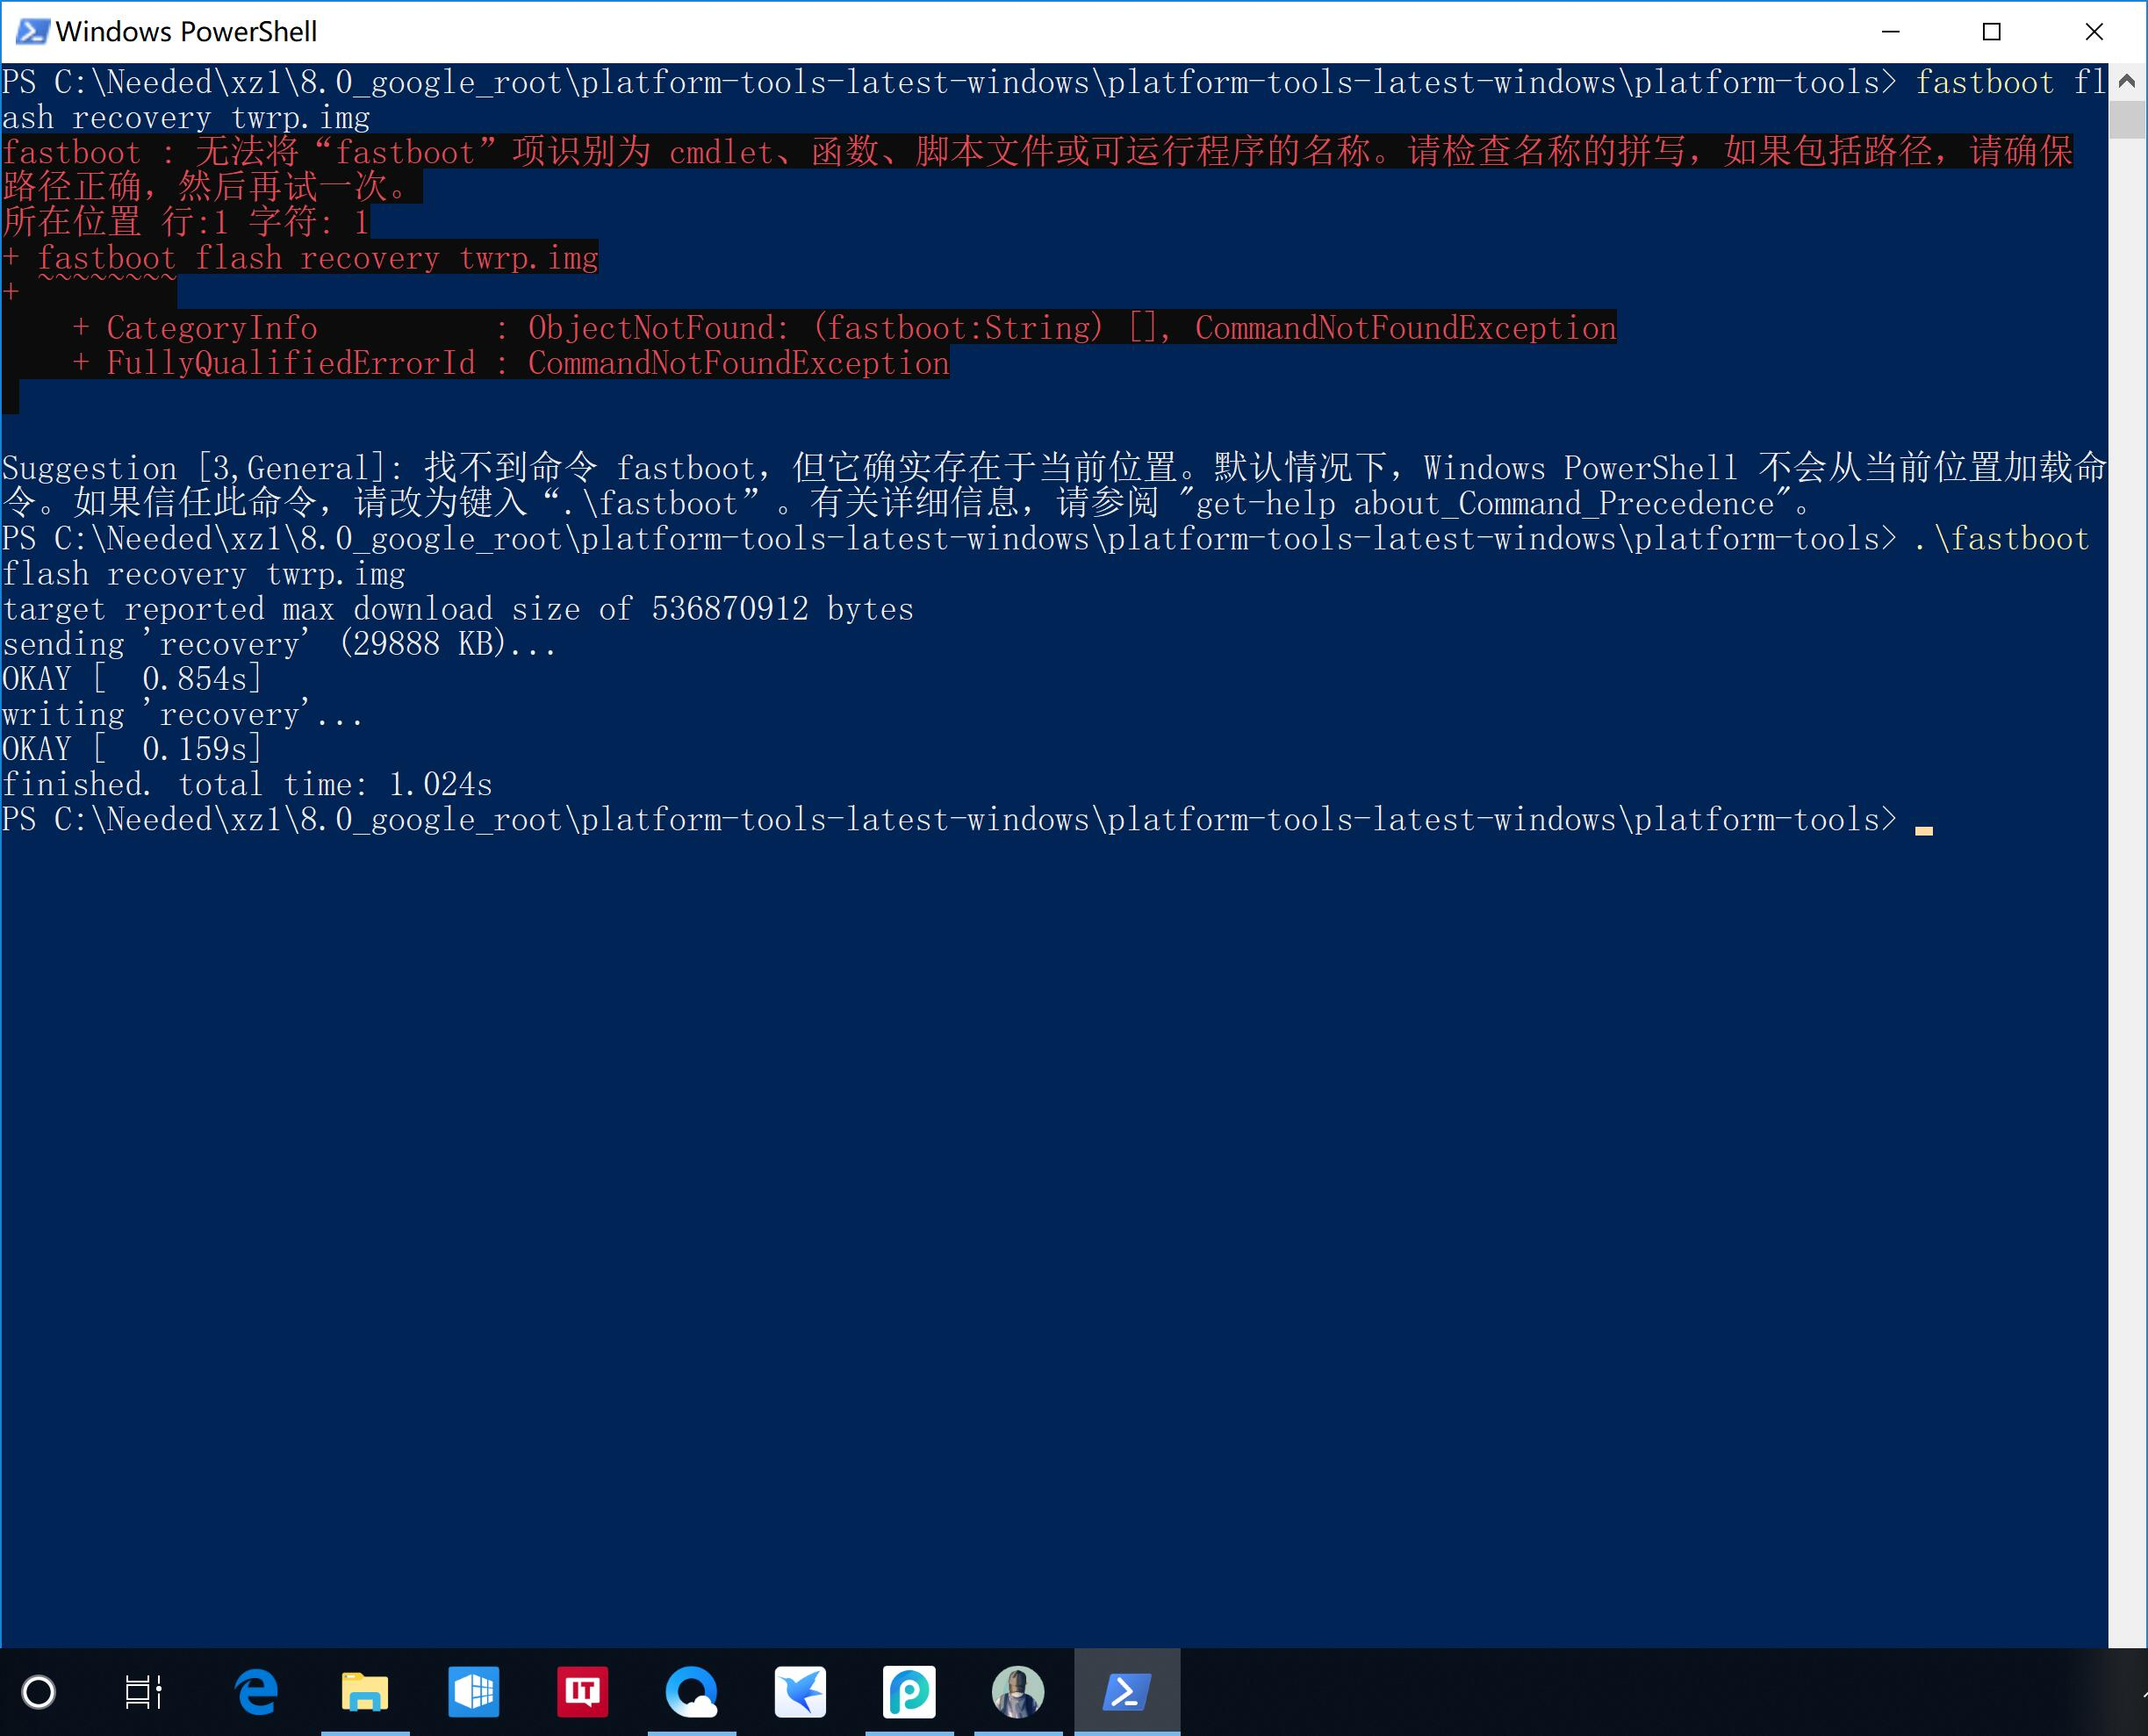 Windows PowerShell
PS C:\Needed\xz1\8.0_google_root\platform-tools-latest-windows\platform-tools-latest-windows\platform-tools> fastboot fl
ash recovery twrp.img
fastboot : 无法将“fastboot”项识别为 cmdlet、函数、脚本文件或可运行程序的名称。请检查名称的拼写，如果包括路径，请确保
路径正确，然后再试一次。
所在位置 行:1 字符: 1
+ fastboot flash recovery twrp.img
+ ~~~~~~~~
    + CategoryInfo          : ObjectNotFound: (fastboot:String) [], CommandNotFoundException
    + FullyQualifiedErrorId : CommandNotFoundException
Suggestion [3,General]: 找不到命令 fastboot，但它确实存在于当前位置。默认情况下，Windows PowerShell 不会从当前位置加载命
令。如果信任此命令，请改为键入“.\fastboot”。有关详细信息，请参阅 "get-help about_Command_Precedence"。
PS C:\Needed\xz1\8.0_google_root\platform-tools-latest-windows\platform-tools-latest-windows\platform-tools> .\fastboot
flash recovery twrp.img
target reported max download size of 536870912 bytes
sending 'recovery' (29888 KB)...
OKAY [  0.854s]
writing 'recovery'...
OKAY [  0.159s]
finished. total time: 1.024s
PS C:\Needed\xz1\8.0_google_root\platform-tools-latest-windows\platform-tools-latest-windows\platform-tools>
IT